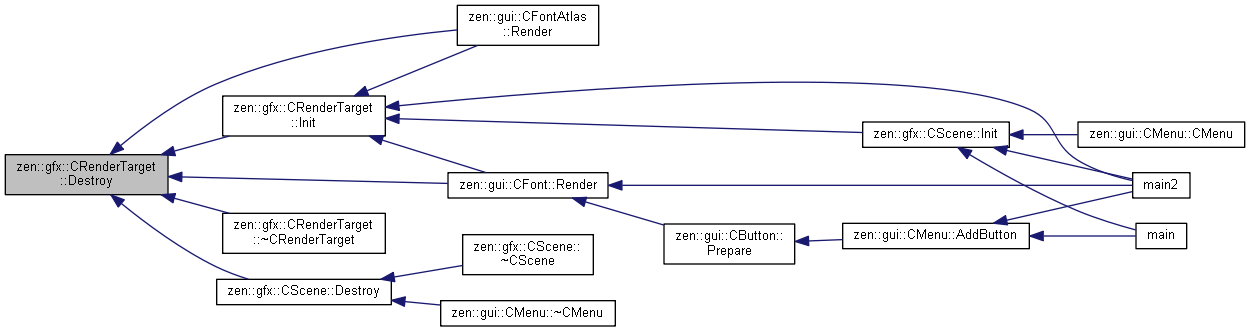 zen::gui::CFontAtlas
::Render
zen::gfx::CRenderTarget
::Init
zen::gfx::CScene::Init
zen::gui::CMenu::CMenu
zen::gfx::CRenderTarget
::Destroy
zen::gui::CFont::Render
main2
zen::gfx::CRenderTarget
::~CRenderTarget
zen::gui::CButton::
Prepare
zen::gui::CMenu::AddButton
main
zen::gfx::CScene::
~CScene
zen::gfx::CScene::Destroy
zen::gui::CMenu::~CMenu